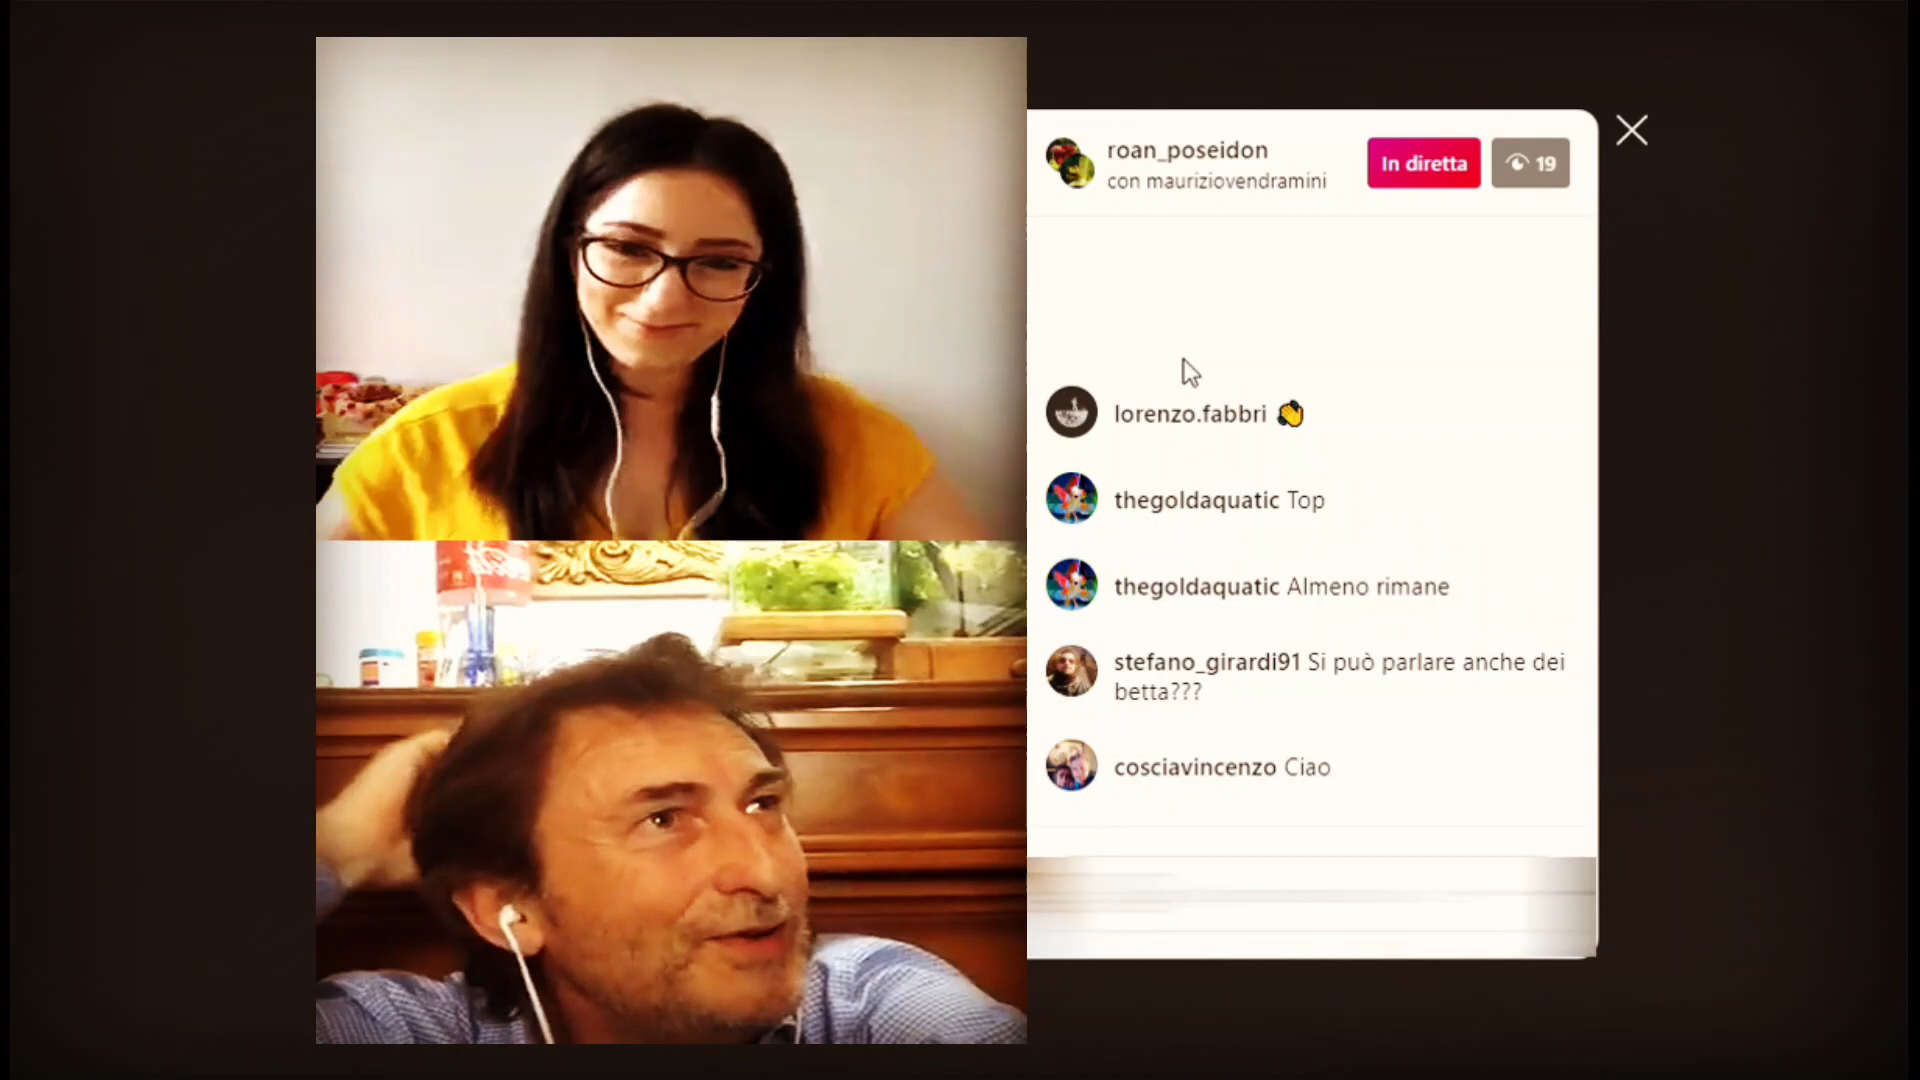 roan_poseidon
con mauriziovendramini
In diretta
19
lorenzo.fabbri 👏
thegoldaquatic Top
thegoldaquatic Almeno rimane
stefano_girardi91 Si può parlare anche dei
betta???
cosciavincenzo Ciao